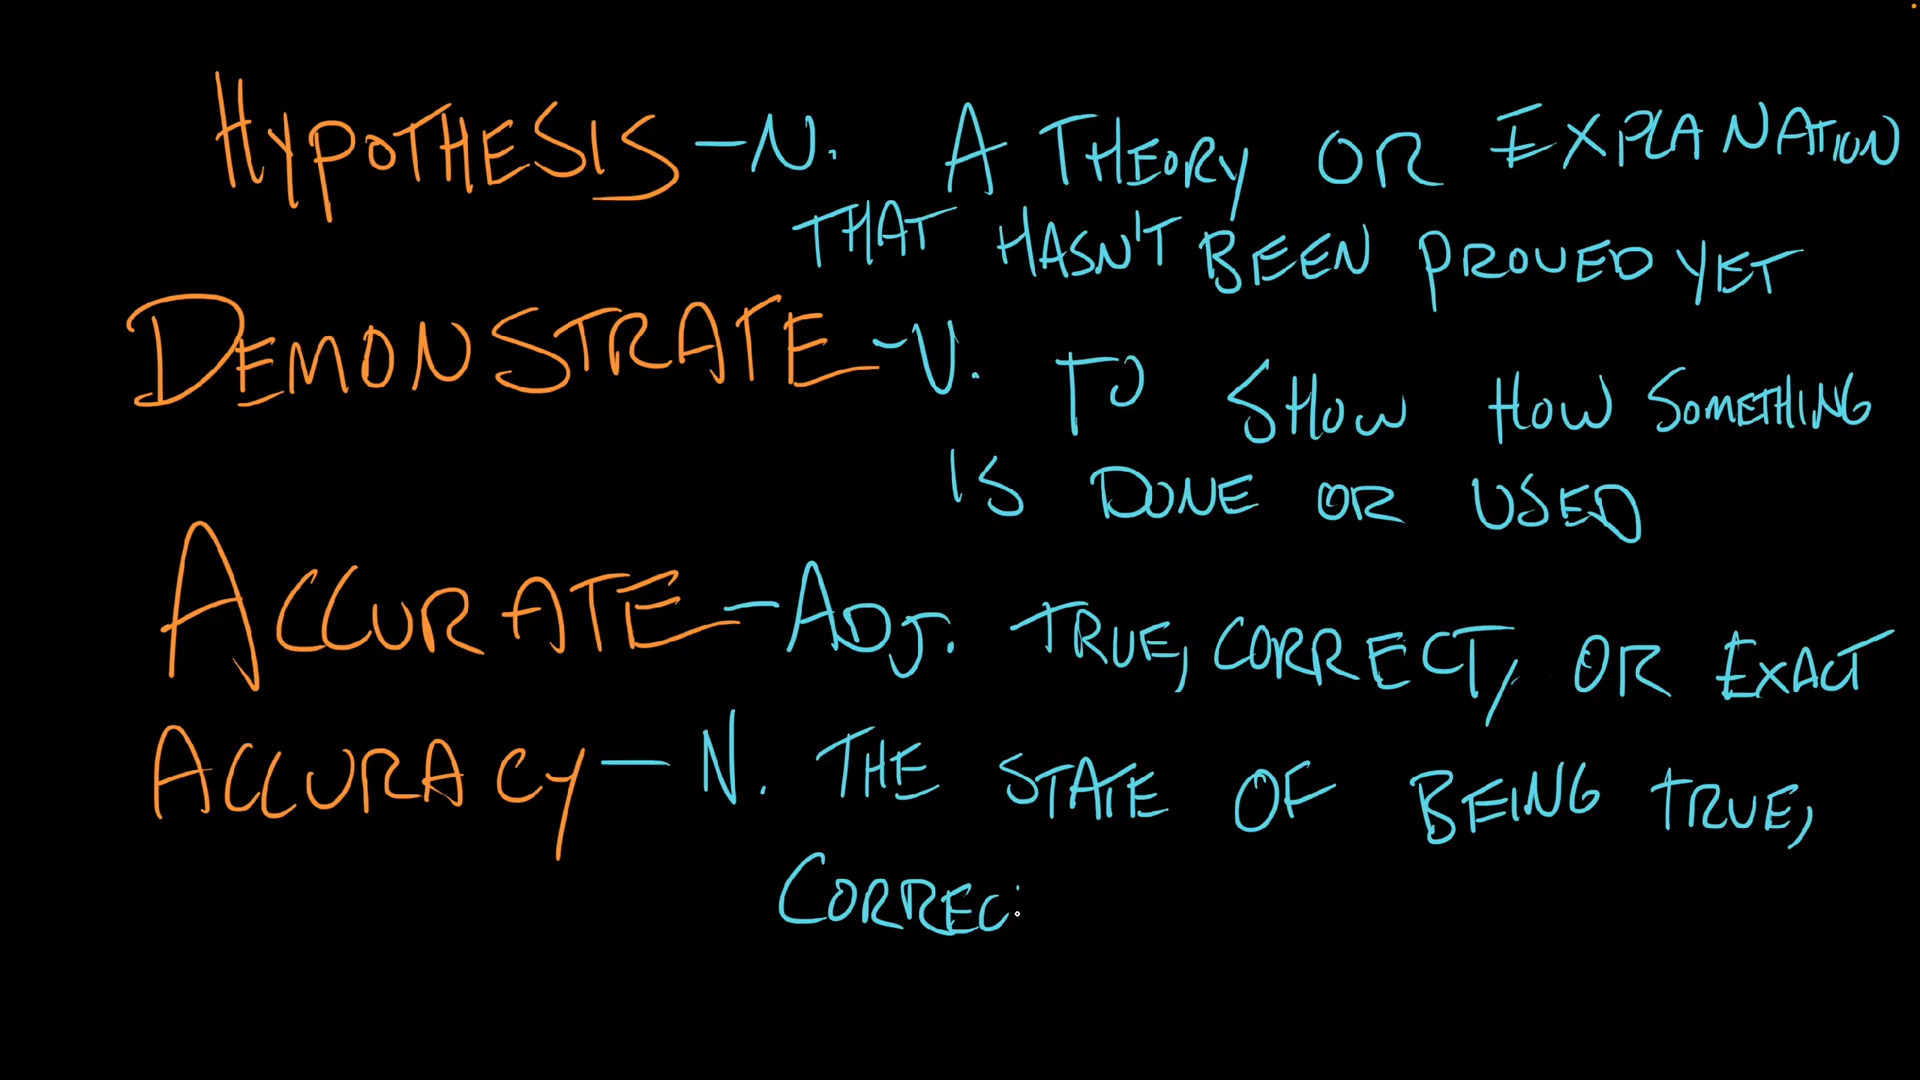 HYPOTHESIS - N. A THEORY OR EXPLANATION
THAT HASN'T BEEN PROVED YET
DEMONSTRATE - V. TO SHOW HOW SOMETHING
IS DONE OR USED
ACCURATE - ADJ. TRUE, CORRECT, OR EXACT
ACCURACY - N. THE STATE OF BEING TRUE,
CORREC